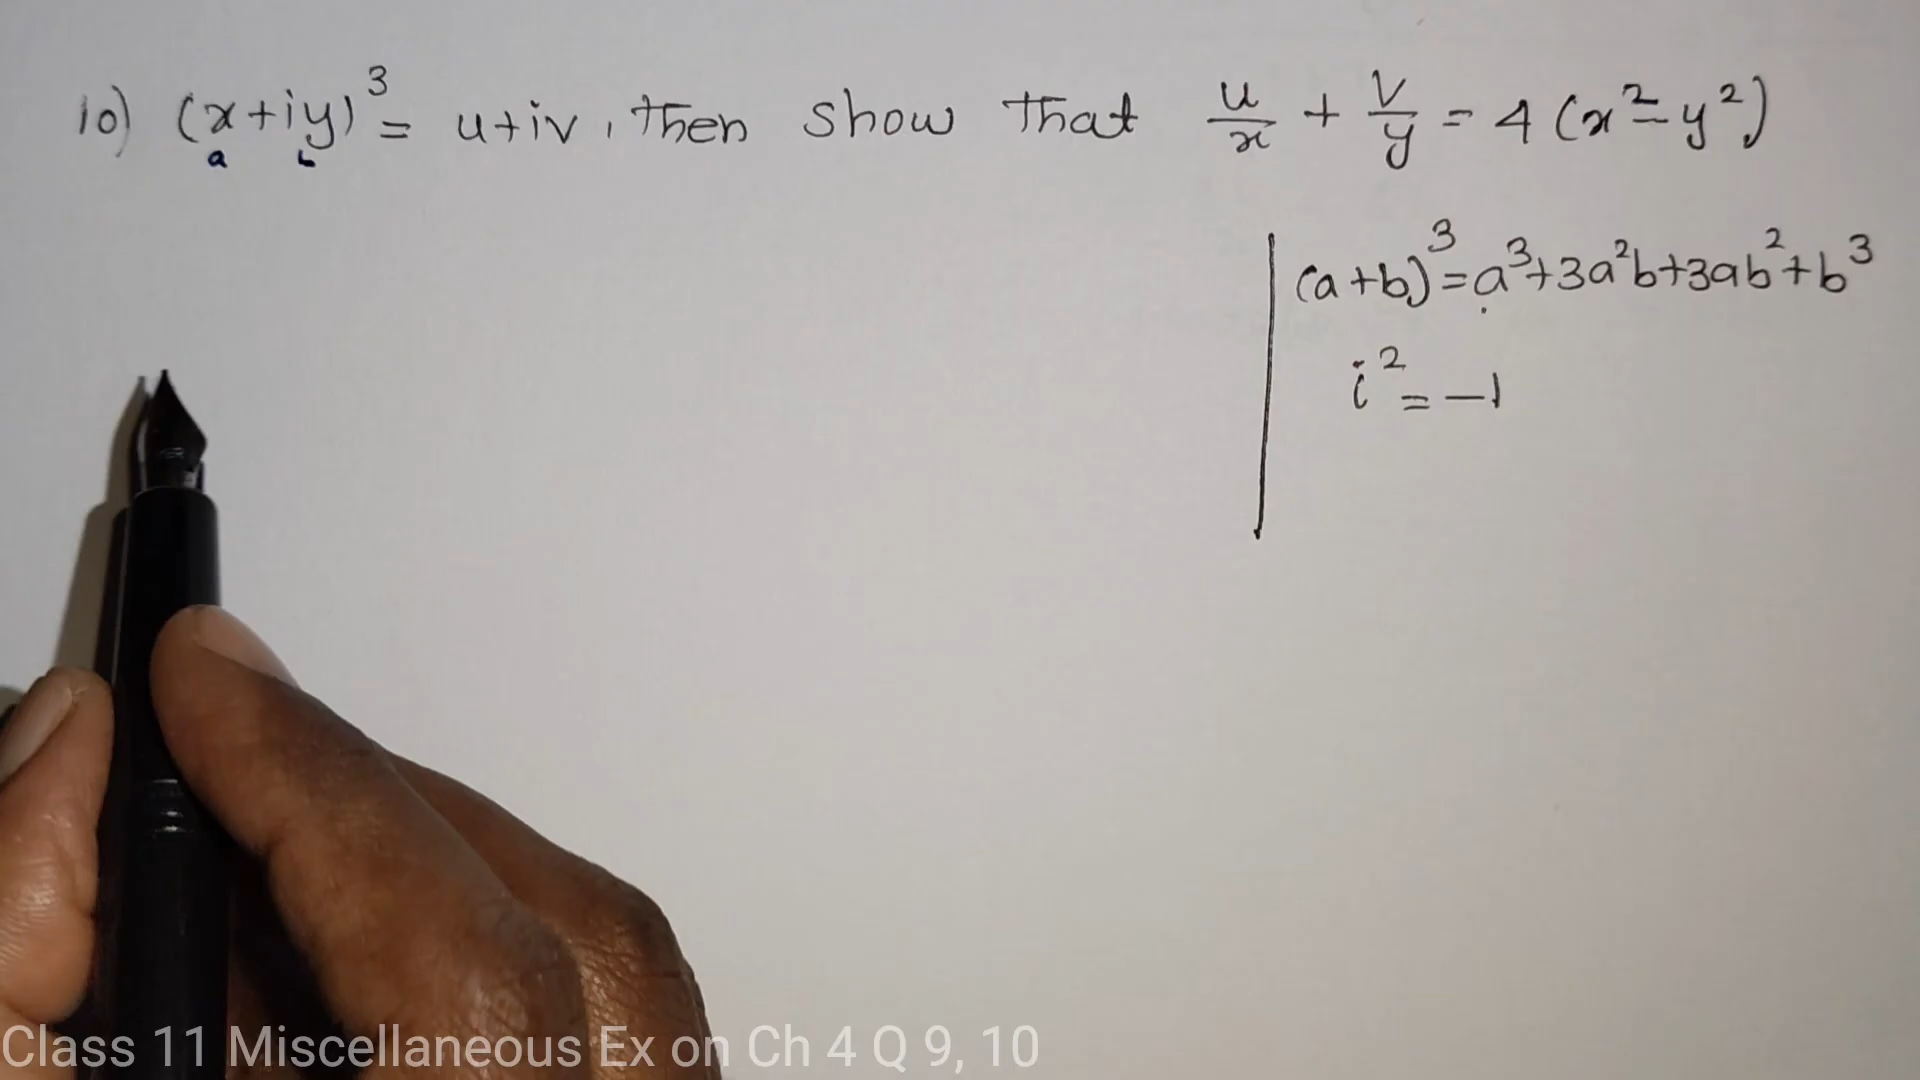 10) (x+iy)³ = u+iv, then show that u/x + v/y = 4(x²-y²)
a b
(a+b)³=a³+3a²b+3ab²+b³
i²=-1
Class 11 Miscellaneous Ex on Ch 4 Q 9, 10